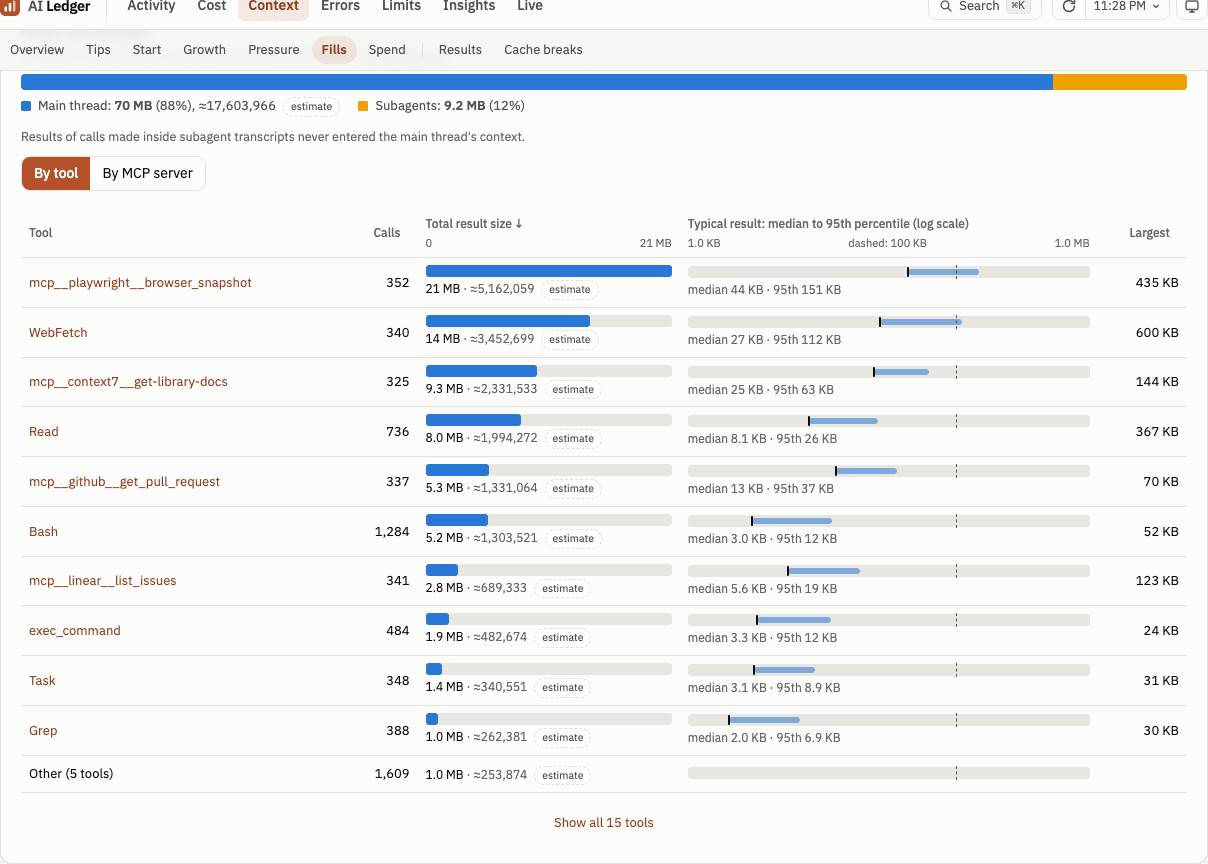 AI Ledger Activity Cost Context Errors Limits Insights Live Search ⌘K 11:28 PM
Overview Tips Start Growth Pressure Fills Spend Results Cache breaks
Main thread: 70 MB (88%), ≈17,603,966 estimate Subagents: 9.2 MB (12%)
Results of calls made inside subagent transcripts never entered the main thread's context.
By tool By MCP server
Tool Calls Total result size ↓ Typical result: median to 95th percentile (log scale) Largest
0 21 MB 1.0 KB dashed: 100 KB 1.0 MB
mcp__playwright__browser_snapshot 352 21 MB · ≈5,162,059 estimate median 44 KB · 95th 151 KB 435 KB
WebFetch 340 14 MB · ≈3,452,699 estimate median 27 KB · 95th 112 KB 600 KB
mcp__context7__get-library-docs 325 9.3 MB · ≈2,331,533 estimate median 25 KB · 95th 63 KB 144 KB
Read 736 8.0 MB · ≈1,994,272 estimate median 8.1 KB · 95th 26 KB 367 KB
mcp__github__get_pull_request 337 5.3 MB · ≈1,331,064 estimate median 13 KB · 95th 37 KB 70 KB
Bash 1,284 5.2 MB · ≈1,303,521 estimate median 3.0 KB · 95th 12 KB 52 KB
mcp__linear__list_issues 341 2.8 MB · ≈689,333 estimate median 5.6 KB · 95th 19 KB 123 KB
exec_command 484 1.9 MB · ≈482,674 estimate median 3.3 KB · 95th 12 KB 24 KB
Task 348 1.4 MB · ≈340,551 estimate median 3.1 KB · 95th 8.9 KB 31 KB
Grep 388 1.0 MB · ≈262,381 estimate median 2.0 KB · 95th 6.9 KB 30 KB
Other (5 tools) 1,609 1.0 MB · ≈253,874 estimate
Show all 15 tools